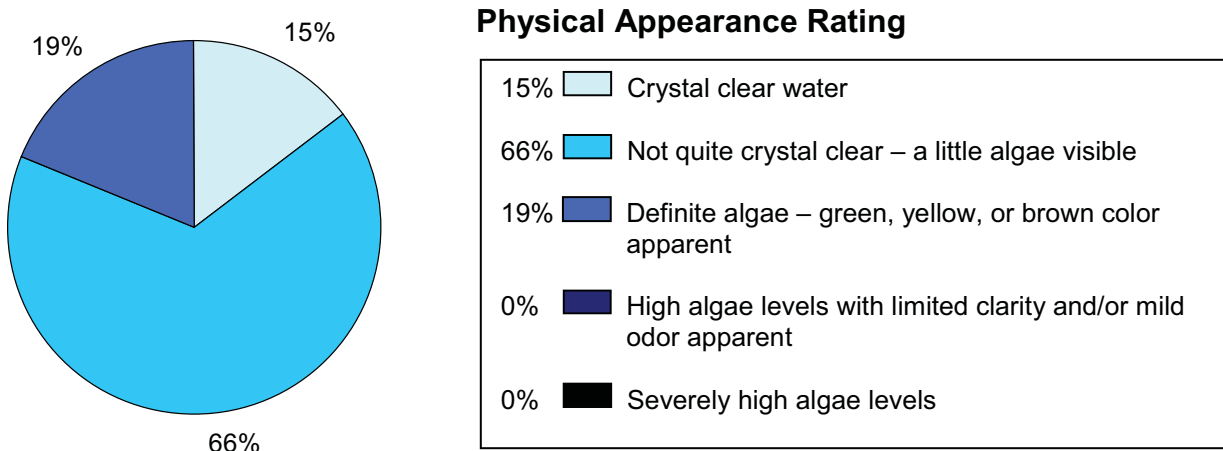 Physical Appearance Rating
19%
15%
66%
15% Crystal clear water
66% Not quite crystal clear – a little algae visible
19% Definite algae – green, yellow, or brown color
apparent
0% High algae levels with limited clarity and/or mild
odor apparent
0% Severely high algae levels